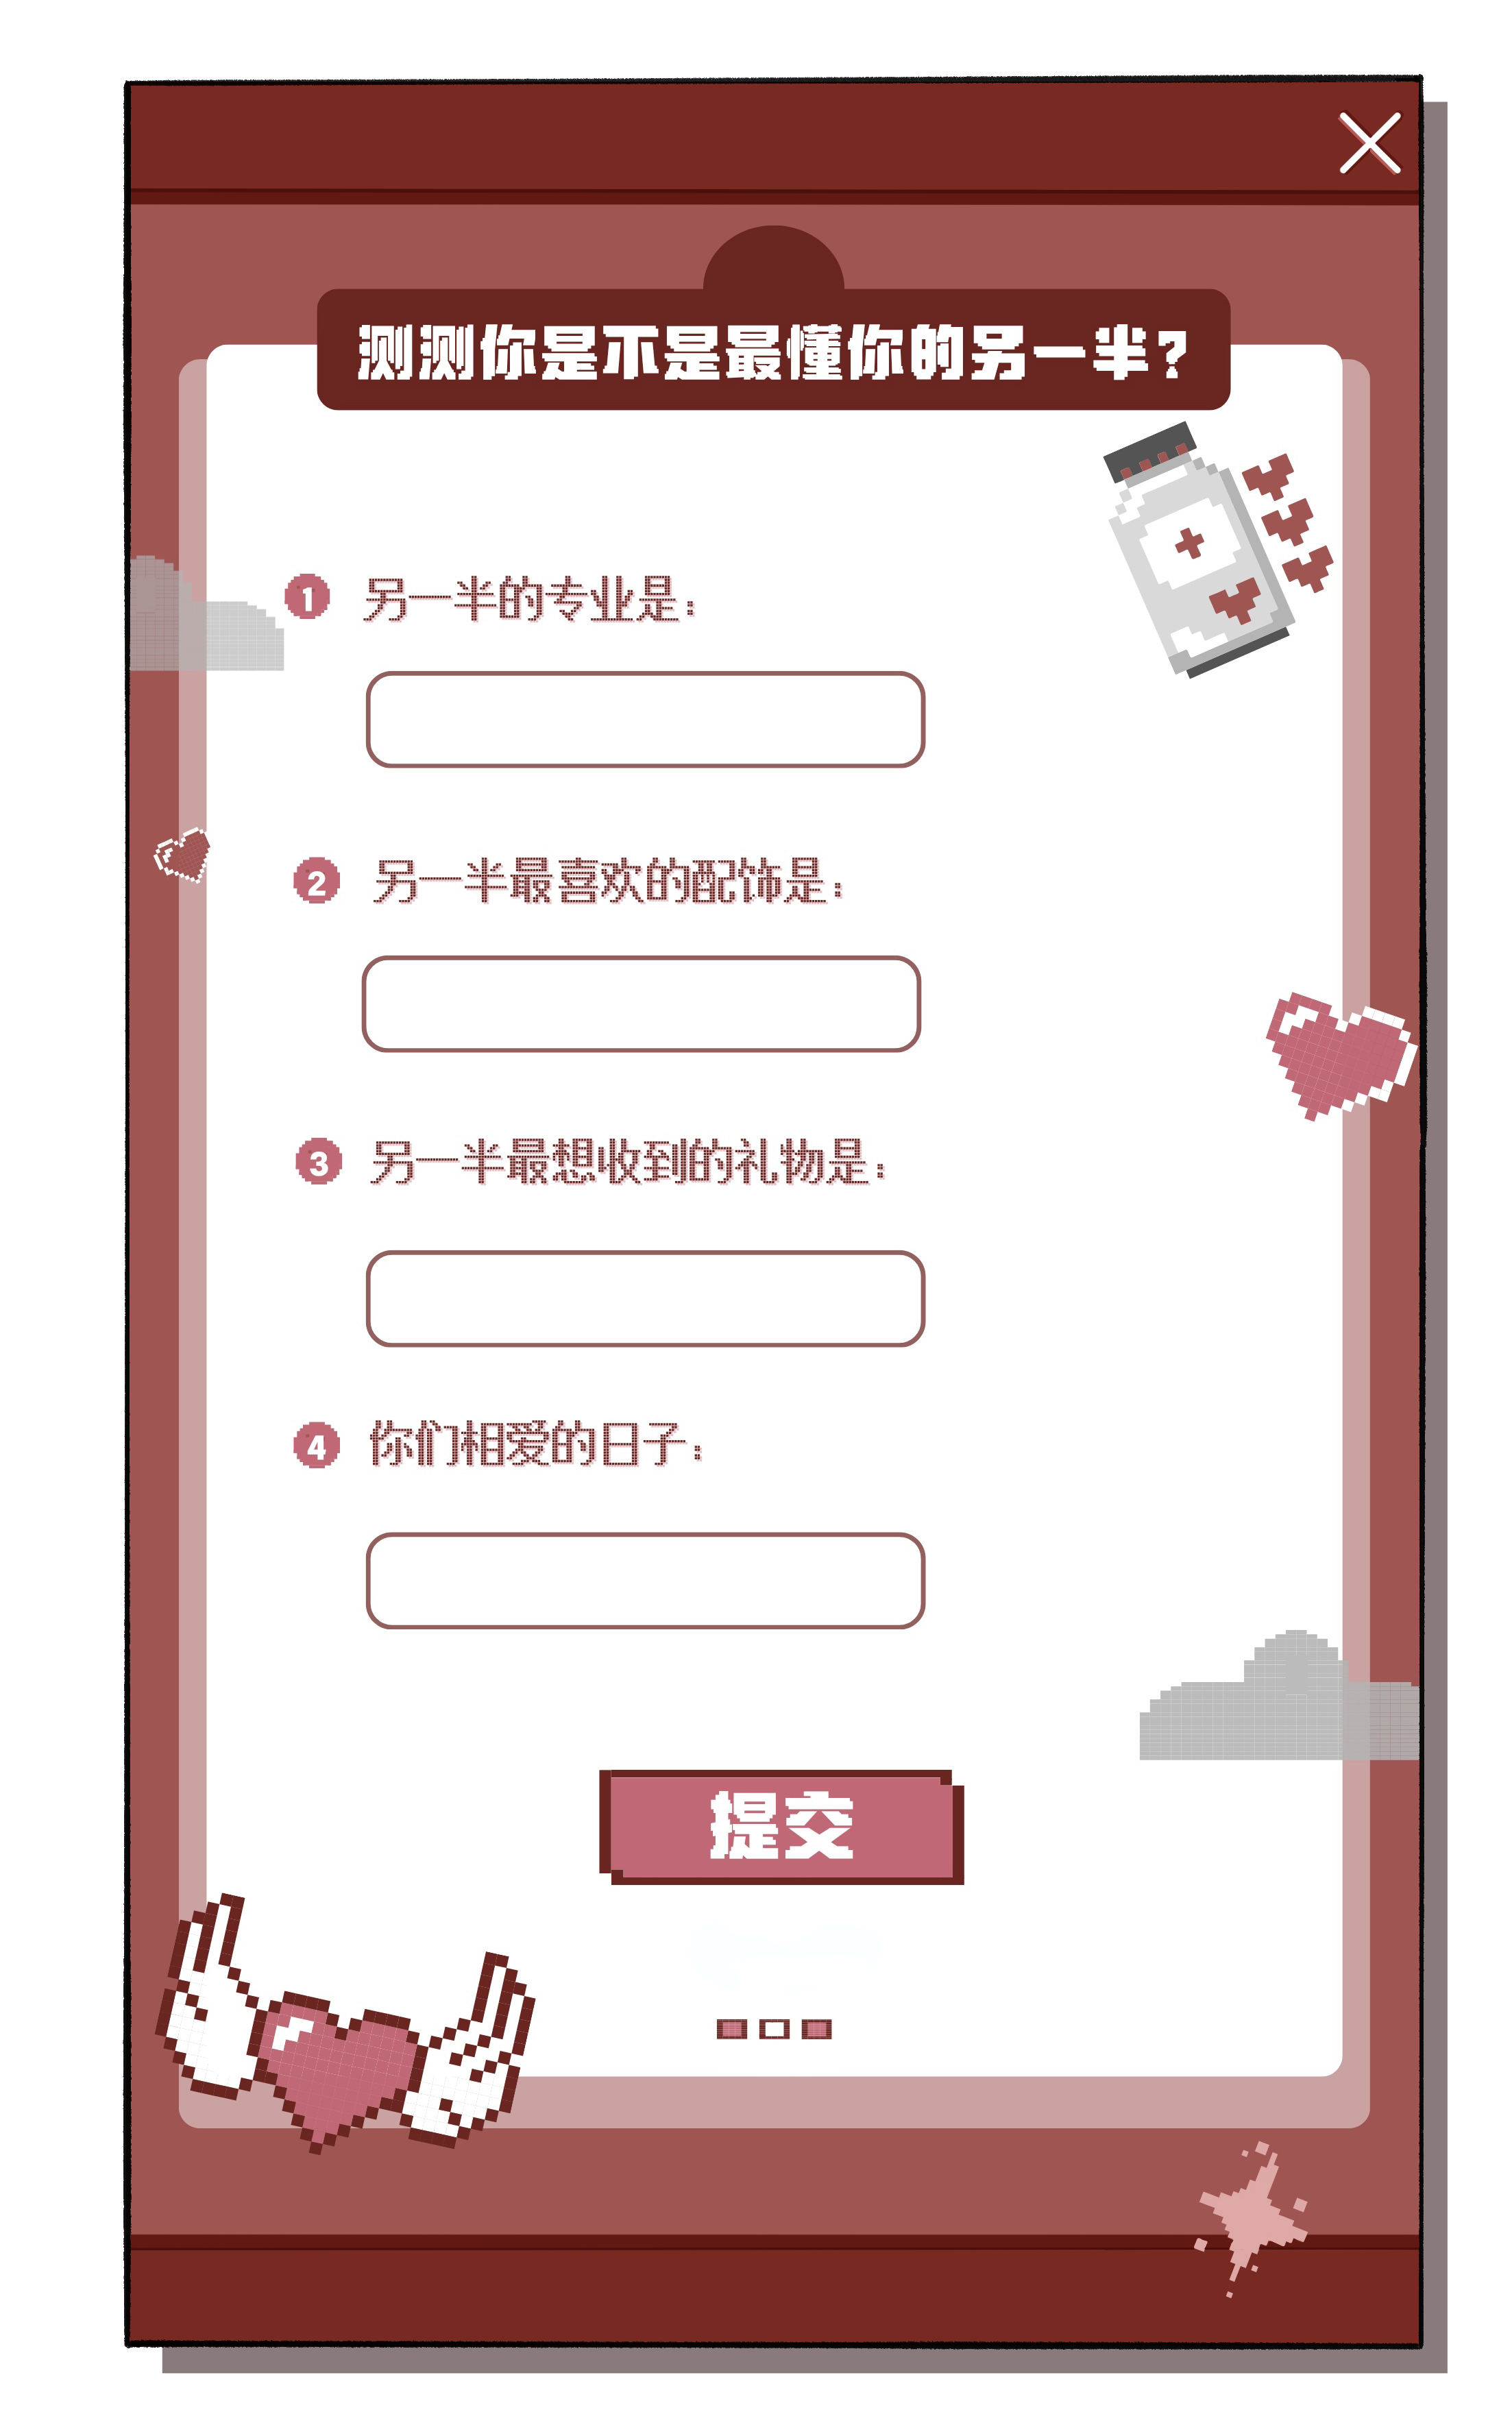 测测你是不是最懂你的另一半?
1 另一半的专业是:
2 另一半最喜欢的配饰是:
3 另一半最想收到的礼物是:
4 你们相爱的日子:
提交